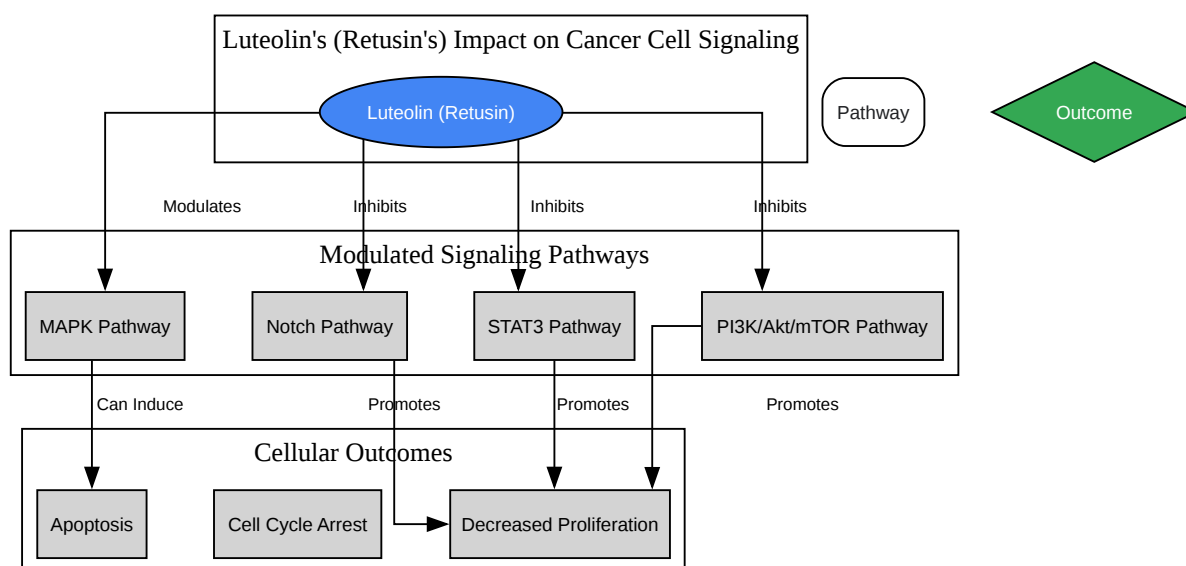 Luteolin's (Retusin's) Impact on Cancer Cell Signaling
Luteolin (Retusin)
Pathway
Outcome
Modulates
Inhibits
Inhibits
Inhibits
Modulated Signaling Pathways
MAPK Pathway
Notch Pathway
STAT3 Pathway
PI3K/Akt/mTOR Pathway
Can Induce
Promotes
Promotes
Promotes
Cellular Outcomes
Apoptosis
Cell Cycle Arrest
Decreased Proliferation